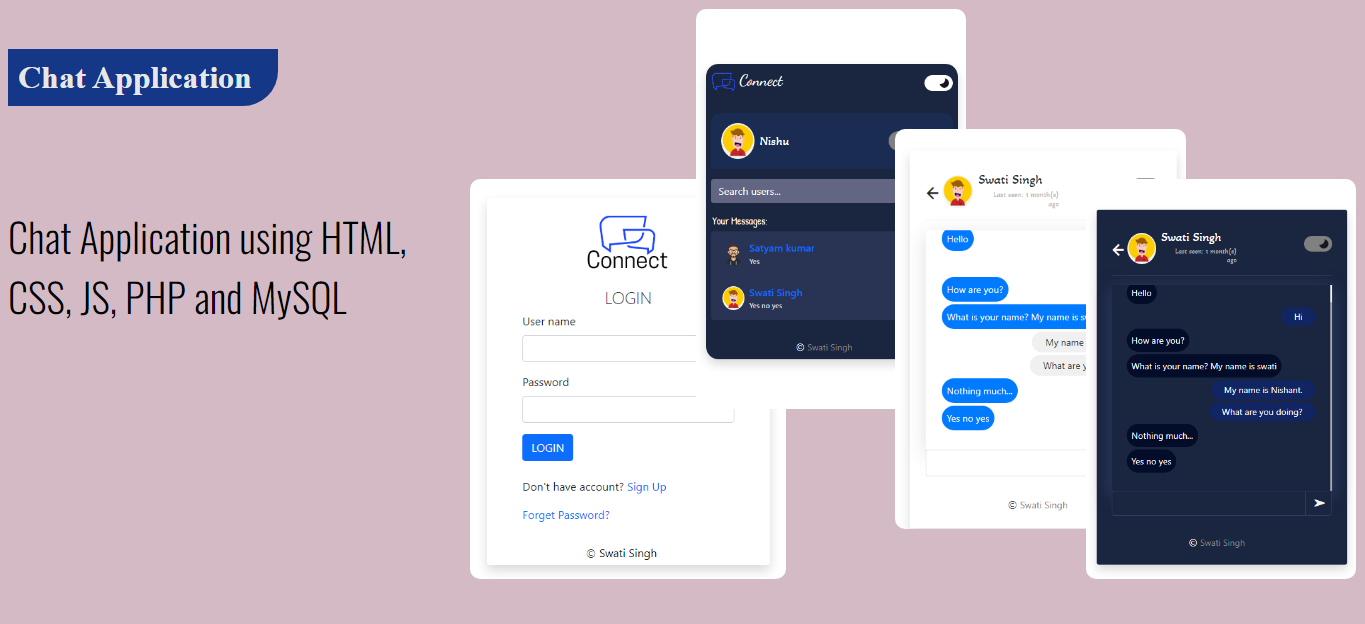 Chat Application
Chat Application using HTML,
CSS, JS, PHP and MySQL
Connect
LOGIN
User name
Password
LOGIN
Don't have account? Sign Up
Forget Password?
© Swati Singh
Connect
Nishu
Search users...
Your Messages:
Satyam kumar
Yes
Swati Singh
Yes no yes
© Swati Singh
Swati Singh
Last seen: 1 month(s)
ago
Hello
How are you?
What is your name? My name is
My name
What are
Nothing much...
Yes no yes
© Swati Singh
Swati Singh
Last seen: 1 month(s)
ago
Hello
Hi
How are you?
What is your name? My name is swati
My name is Nishant.
What are you doing?
Nothing much...
Yes no yes
© Swati Singh